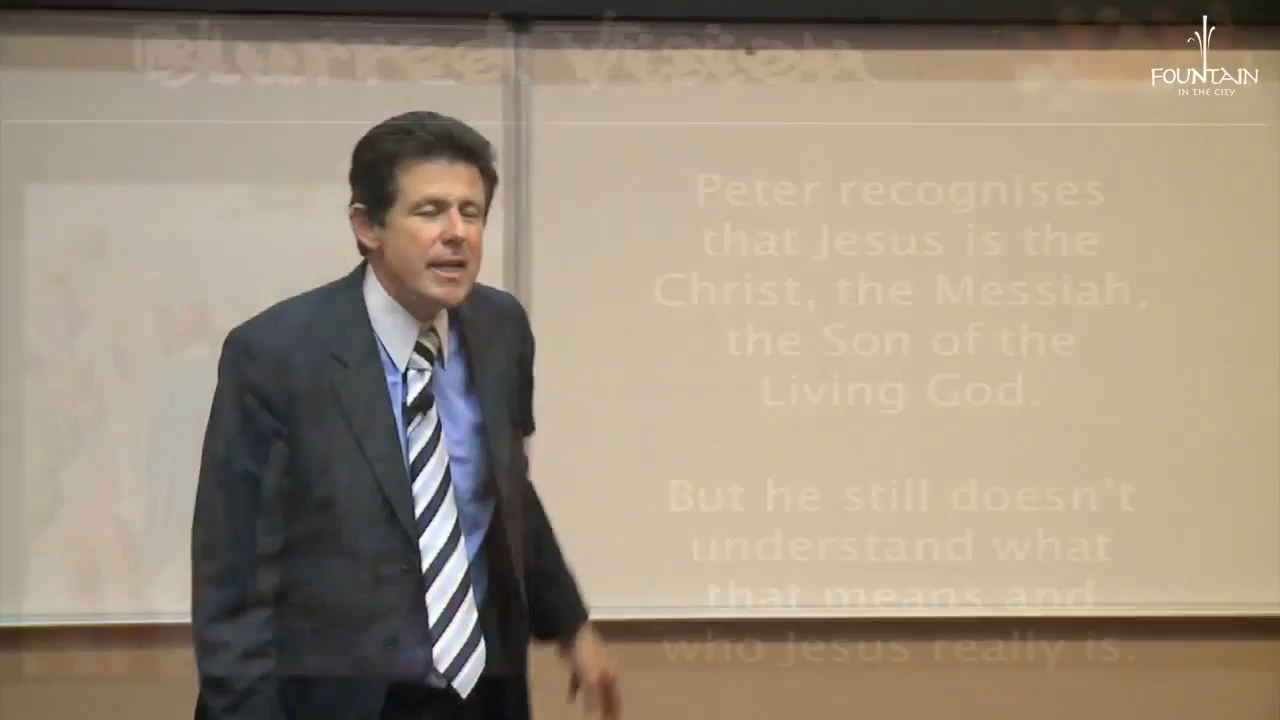 Blurred Vision
FOUNTAIN
IN THE CITY
Peter recognises
that Jesus is the
Christ, the Messiah,
the Son of the
Living God.
But he still doesn't
understand what
that means and
who Jesus really is.